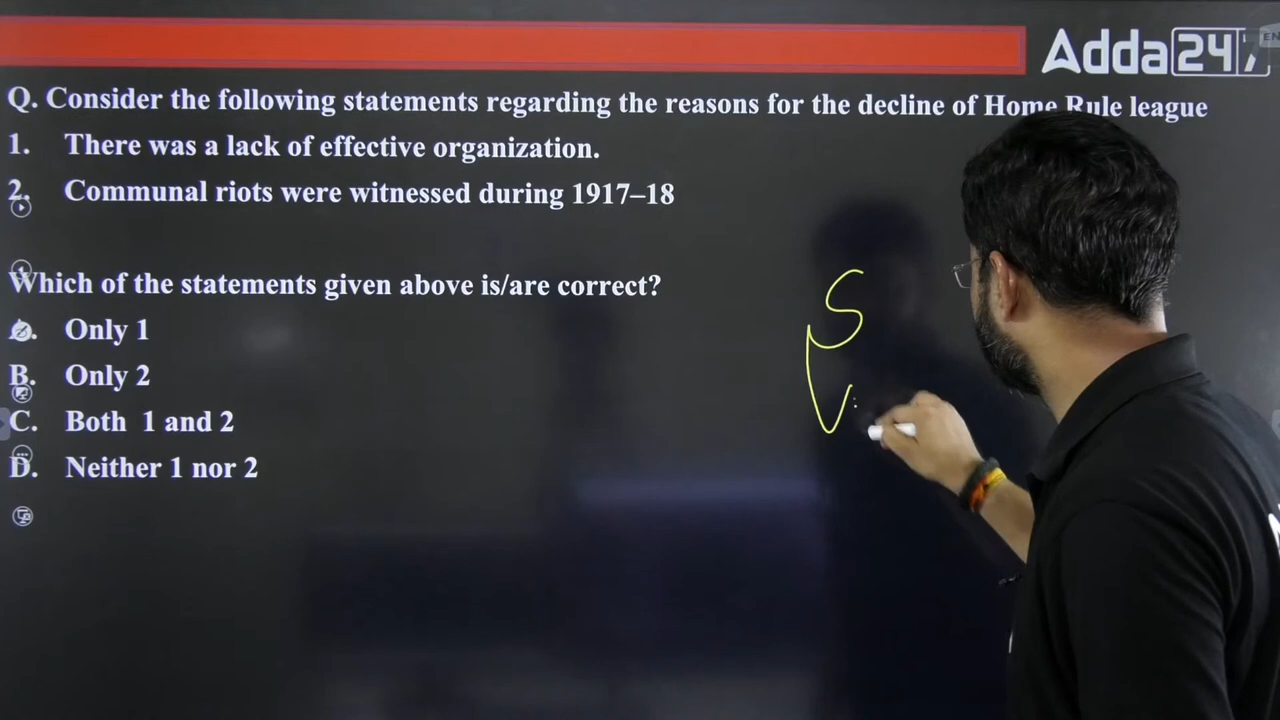 Adda247
EN
Q. Consider the following statements regarding the reasons for the decline of Home Rule league
1. There was a lack of effective organization.
2. Communal riots were witnessed during 1917–18
Which of the statements given above is/are correct?
A. Only 1
B. Only 2
C. Both 1 and 2
D. Neither 1 nor 2